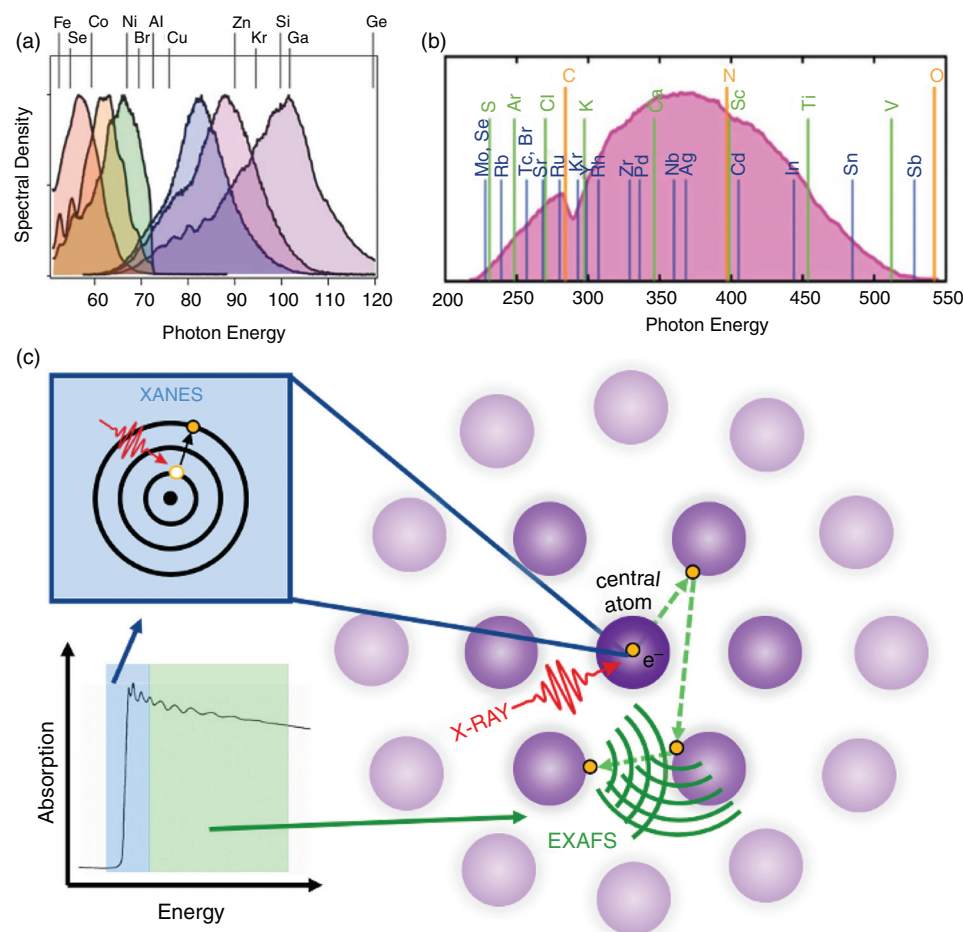 (a)
Fe Co Ni Al Zn Si Ge
Se Br Cu Kr Ga
Spectral Density
60 70 80 90 100 110 120
Photon Energy
(b)
C N O
S Ar Cl K Ca Sc Ti V
Mo, Se Rb Tc, Br Sr Ru Kr Y Rh Zr Pd Nb Ag Cd In Sn Sb
200 250 300 350 400 450 500 550
Photon Energy
(c)
XANES
central
atom
e−
X-RAY
EXAFS
Absorption
Energy